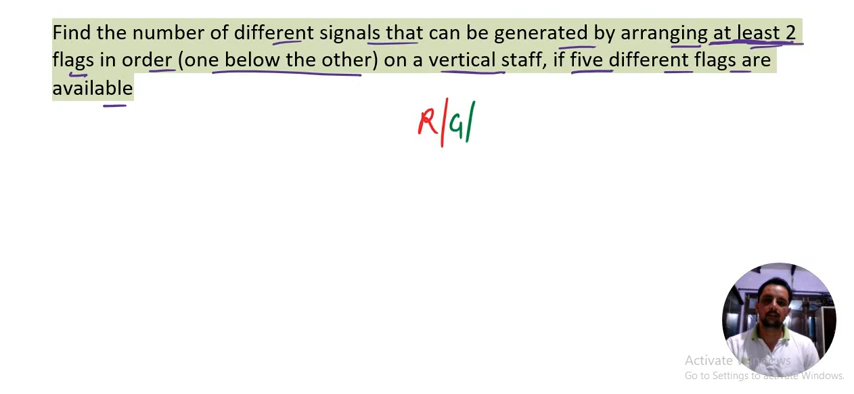 Find the number of different signals that can be generated by arranging at least 2
flags in order (one below the other) on a vertical staff, if five different flags are
available
R/G/
Activate Windows
Go to Settings to activate Windows.